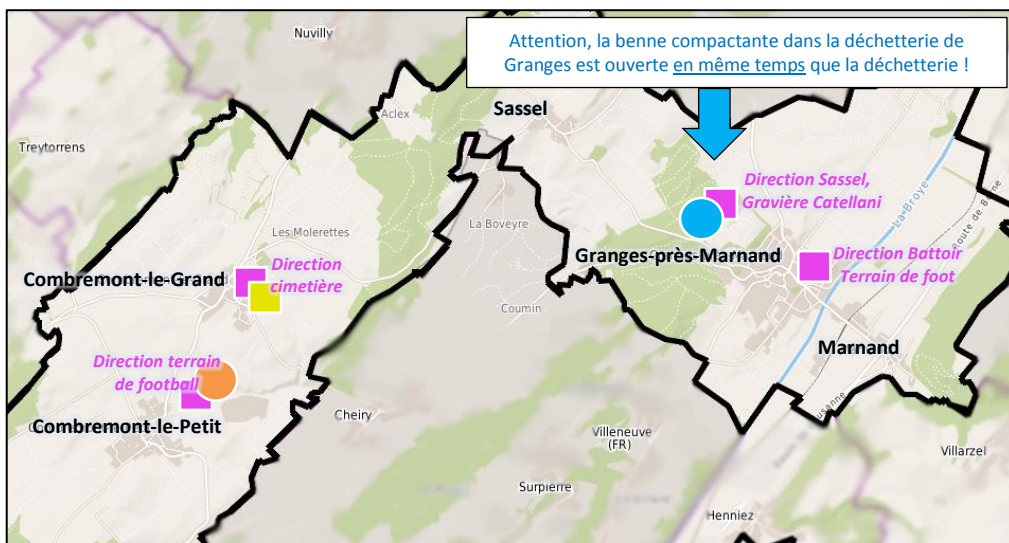 Attention, la benne compactante dans la déchetterie de
Granges est ouverte en même temps que la déchetterie !
Nuvilly
Aclex
Sassel
Treytorrens
Direction Sassel,
Gravière Catellani
La Broye
Route de Berne
La Boveyre
Les Molerettes
Granges-près-Marnand
Direction Battoir
Terrain de foot
Combremont-le-Grand
Direction
cimetière
Coumin
Marnand
Direction terrain
de football
Cheiry
Combremont-le-Petit
Villeneuve
(FR)
Villarzel
Surpierre
Henniez